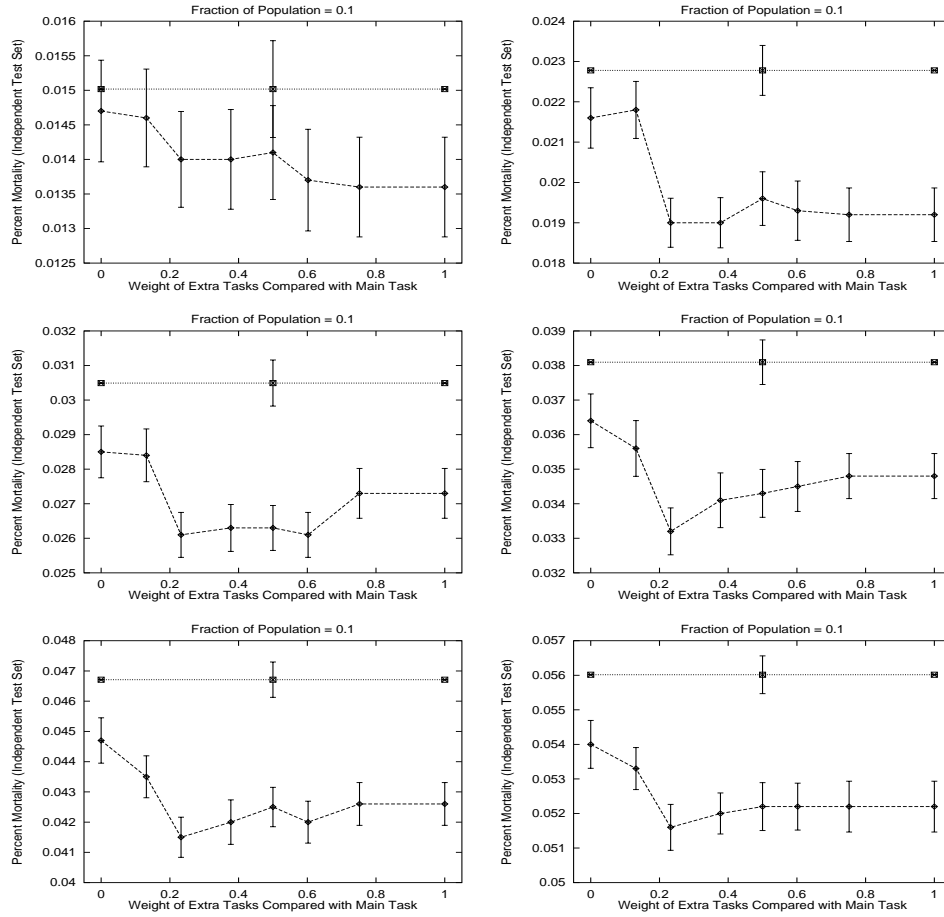 Fraction of Population = 0.1
Percent Mortality (Independent Test Set)
0.016
0.0155
0.015
0.0145
0.014
0.0135
0.013
0.0125
0 0.2 0.4 0.6 0.8 1
Weight of Extra Tasks Compared with Main Task
Fraction of Population = 0.1
Percent Mortality (Independent Test Set)
0.024
0.023
0.022
0.021
0.02
0.019
0.018
0 0.2 0.4 0.6 0.8 1
Weight of Extra Tasks Compared with Main Task
Fraction of Population = 0.1
Percent Mortality (Independent Test Set)
0.032
0.031
0.03
0.029
0.028
0.027
0.026
0.025
0 0.2 0.4 0.6 0.8 1
Weight of Extra Tasks Compared with Main Task
Fraction of Population = 0.1
Percent Mortality (Independent Test Set)
0.039
0.038
0.037
0.036
0.035
0.034
0.033
0.032
0 0.2 0.4 0.6 0.8 1
Weight of Extra Tasks Compared with Main Task
Fraction of Population = 0.1
Percent Mortality (Independent Test Set)
0.048
0.047
0.046
0.045
0.044
0.043
0.042
0.041
0.04
0 0.2 0.4 0.6 0.8 1
Weight of Extra Tasks Compared with Main Task
Fraction of Population = 0.1
Percent Mortality (Independent Test Set)
0.057
0.056
0.055
0.054
0.053
0.052
0.051
0.05
0 0.2 0.4 0.6 0.8 1
Weight of Extra Tasks Compared with Main Task